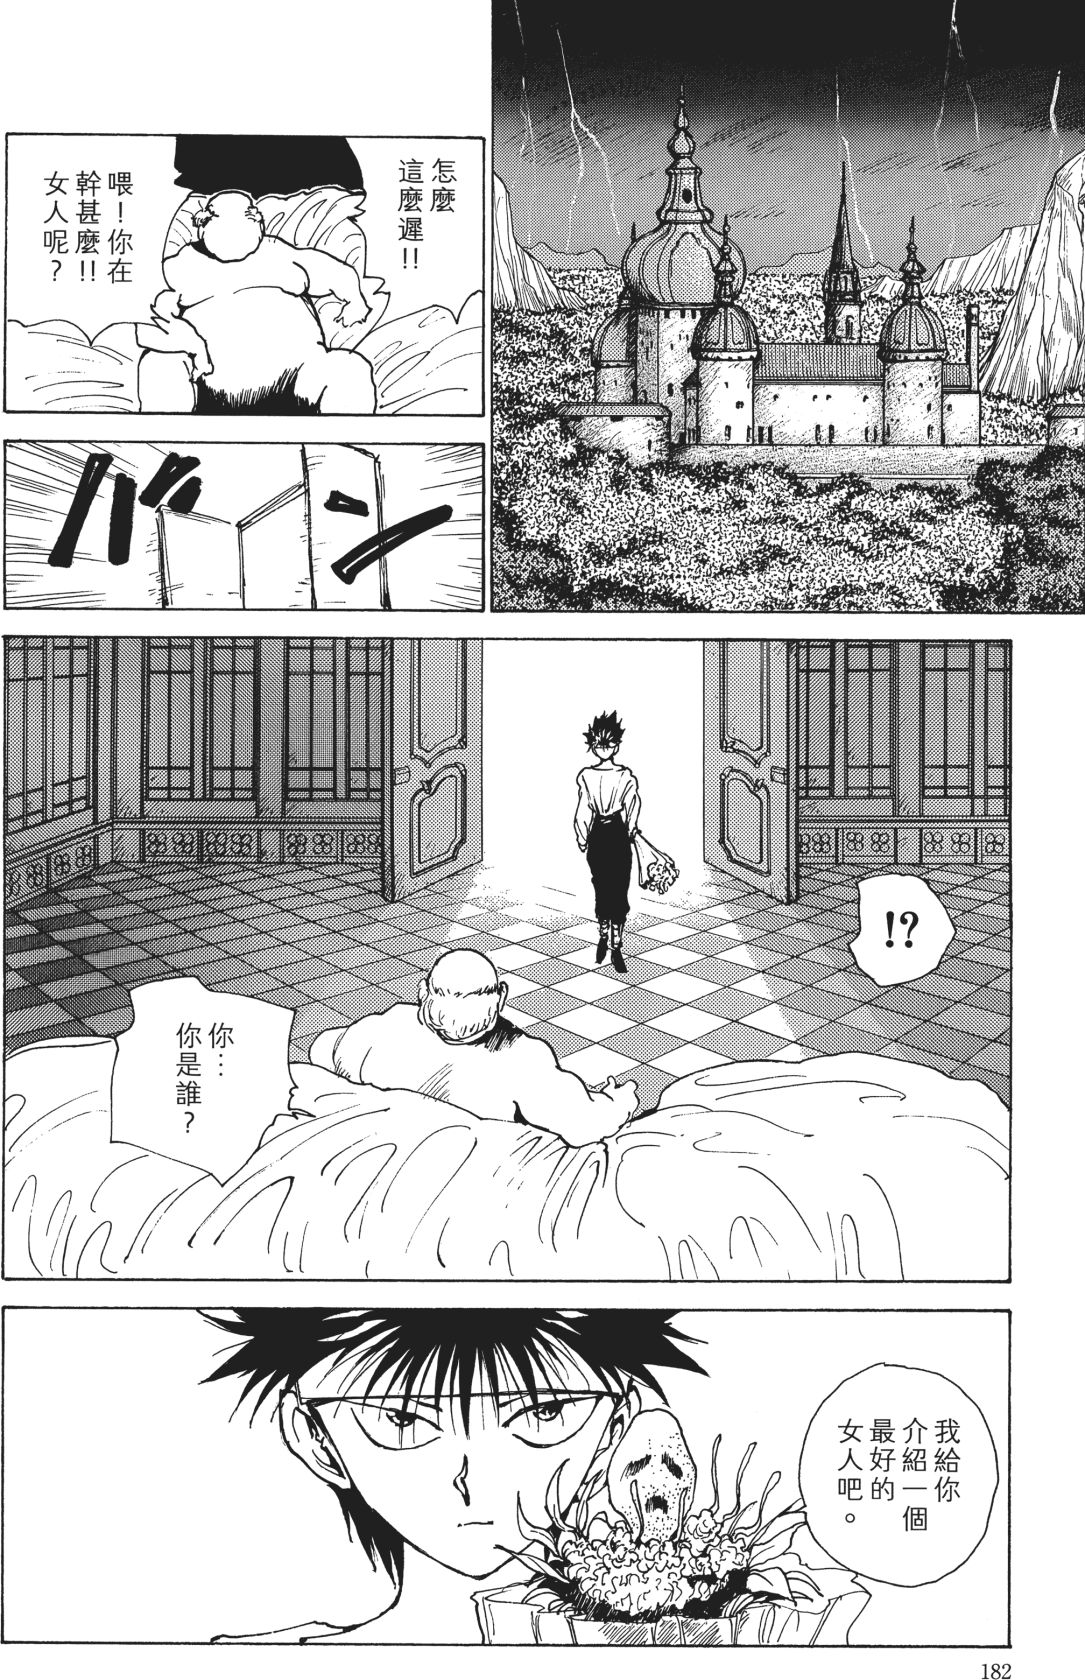 怎麼
這麼遲!!
喂！你在
幹甚麼!!
女人呢？
バーン
!?
你…
你是誰？
我給你
介紹一個
最好的
女人吧。
182